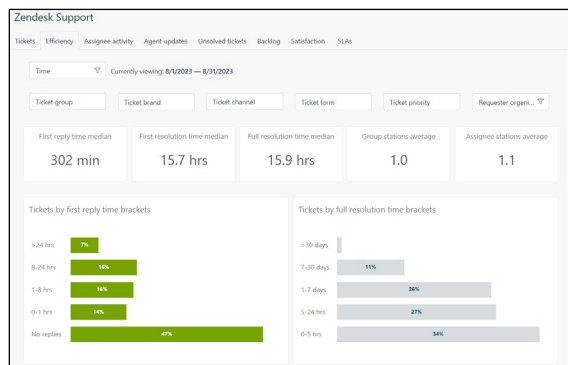 Zendesk Support
Tickets Efficiency Assignee activity Agent updates Unsolved tickets Backlog Satisfaction SLAs
Time Currently viewing: 8/1/2023 — 8/31/2023
Ticket group Ticket brand Ticket channel Ticket form Ticket priority Requester organi...
First reply time median First resolution time median Full resolution time median Group stations average Assignee stations average
302 min 15.7 hrs 15.9 hrs 1.0 1.1
Tickets by first reply time brackets
>24 hrs 7%
8-24 hrs 16%
1-8 hrs 16%
0-1 hrs 14%
No replies 47%
Tickets by full resolution time brackets
>30 days
7-30 days 11%
1-7 days 26%
5-24 hrs 27%
0-5 hrs 34%